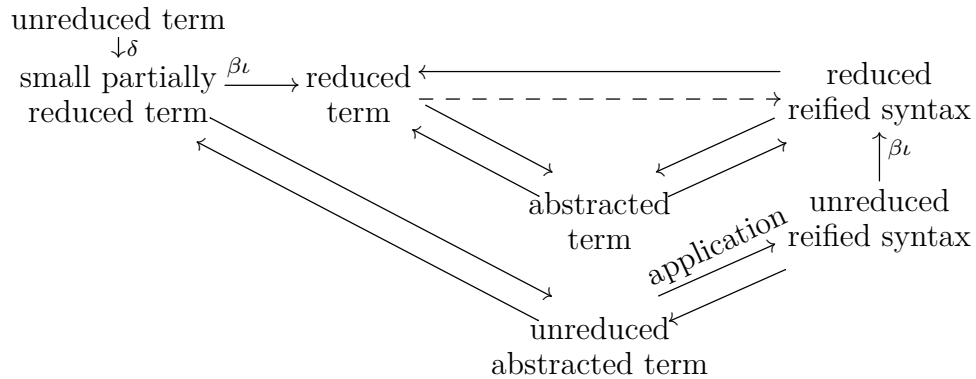 unreduced term
δ
small partially
reduced term
βι
reduced
term
reduced
reified syntax
βι
abstracted
term
unreduced
reified syntax
application
unreduced
abstracted term